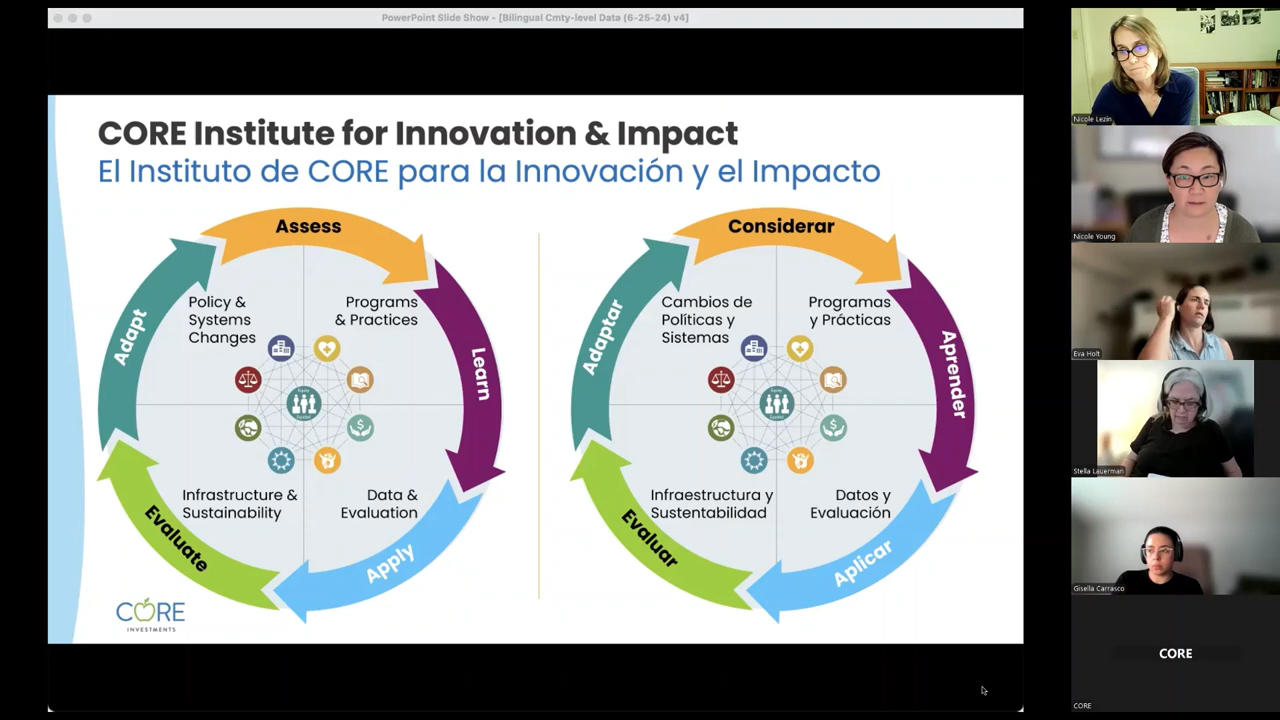 PowerPoint Slide Show - [Bilingual Cmty-level Data (6-25-24) v4]
CORE Institute for Innovation & Impact
El Instituto de CORE para la Innovación y el Impacto
Assess
Learn
Apply
Evaluate
Adapt
Policy &
Systems
Changes
Programs
& Practices
Equity
Infrastructure &
Sustainability
Data &
Evaluation
Considerar
Aprender
Aplicar
Evaluar
Adaptar
Cambios de
Políticas y
Sistemas
Programas
y Prácticas
Equity
Infraestructura y
Sustentabilidad
Datos y
Evaluación
CORE
INVESTMENTS
Nicole Lezin
Nicole Young
Eva Holt
Stella Lauerman
Gisella Carrasco
CORE
CORE